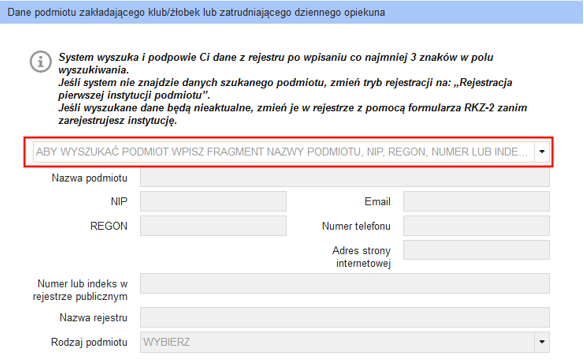 Dane podmiotu zakładającego klub/żłobek lub zatrudniającego dziennego opiekuna
System wyszuka i podpowie Ci dane z rejestru po wpisaniu co najmniej 3 znaków w polu
wyszukiwania.
Jeśli system nie znajdzie danych szukanego podmiotu, zmień tryb rejestracji na: „Rejestracja
pierwszej instytucji podmiotu”.
Jeśli wyszukane dane będą nieaktualne, zmień je w rejestrze z pomocą formularza RKZ-2 zanim
zarejestrujesz instytucję.
ABY WYSZUKAĆ PODMIOT WPISZ FRAGMENT NAZWY PODMIOTU, NIP, REGON, NUMER LUB INDE...
Nazwa podmiotu
NIP Email
REGON Numer telefonu
Adres strony
internetowej
Numer lub indeks w
rejestrze publicznym
Nazwa rejestru
Rodzaj podmiotu WYBIERZ